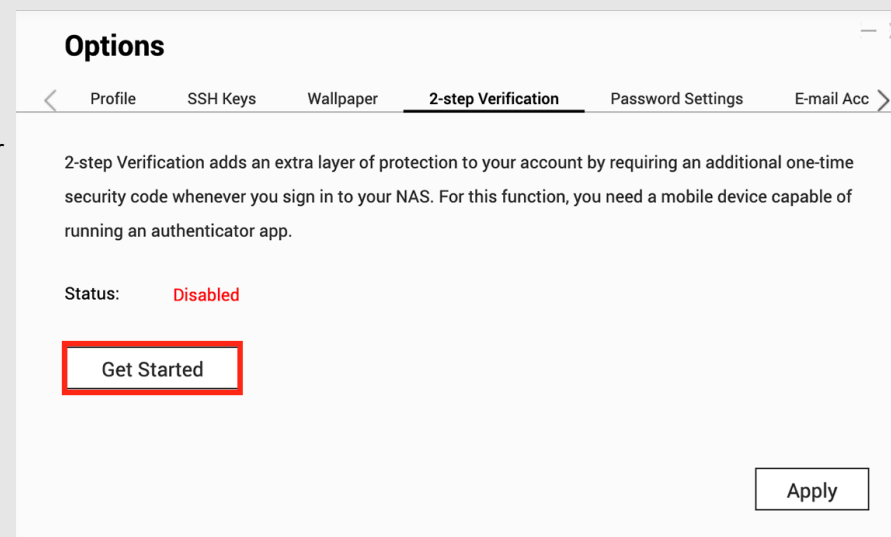 Options
Profile SSH Keys Wallpaper 2-step Verification Password Settings E-mail Acc
2-step Verification adds an extra layer of protection to your account by requiring an additional one-time
security code whenever you sign in to your NAS. For this function, you need a mobile device capable of
running an authenticator app.
Status: Disabled
Get Started
Apply